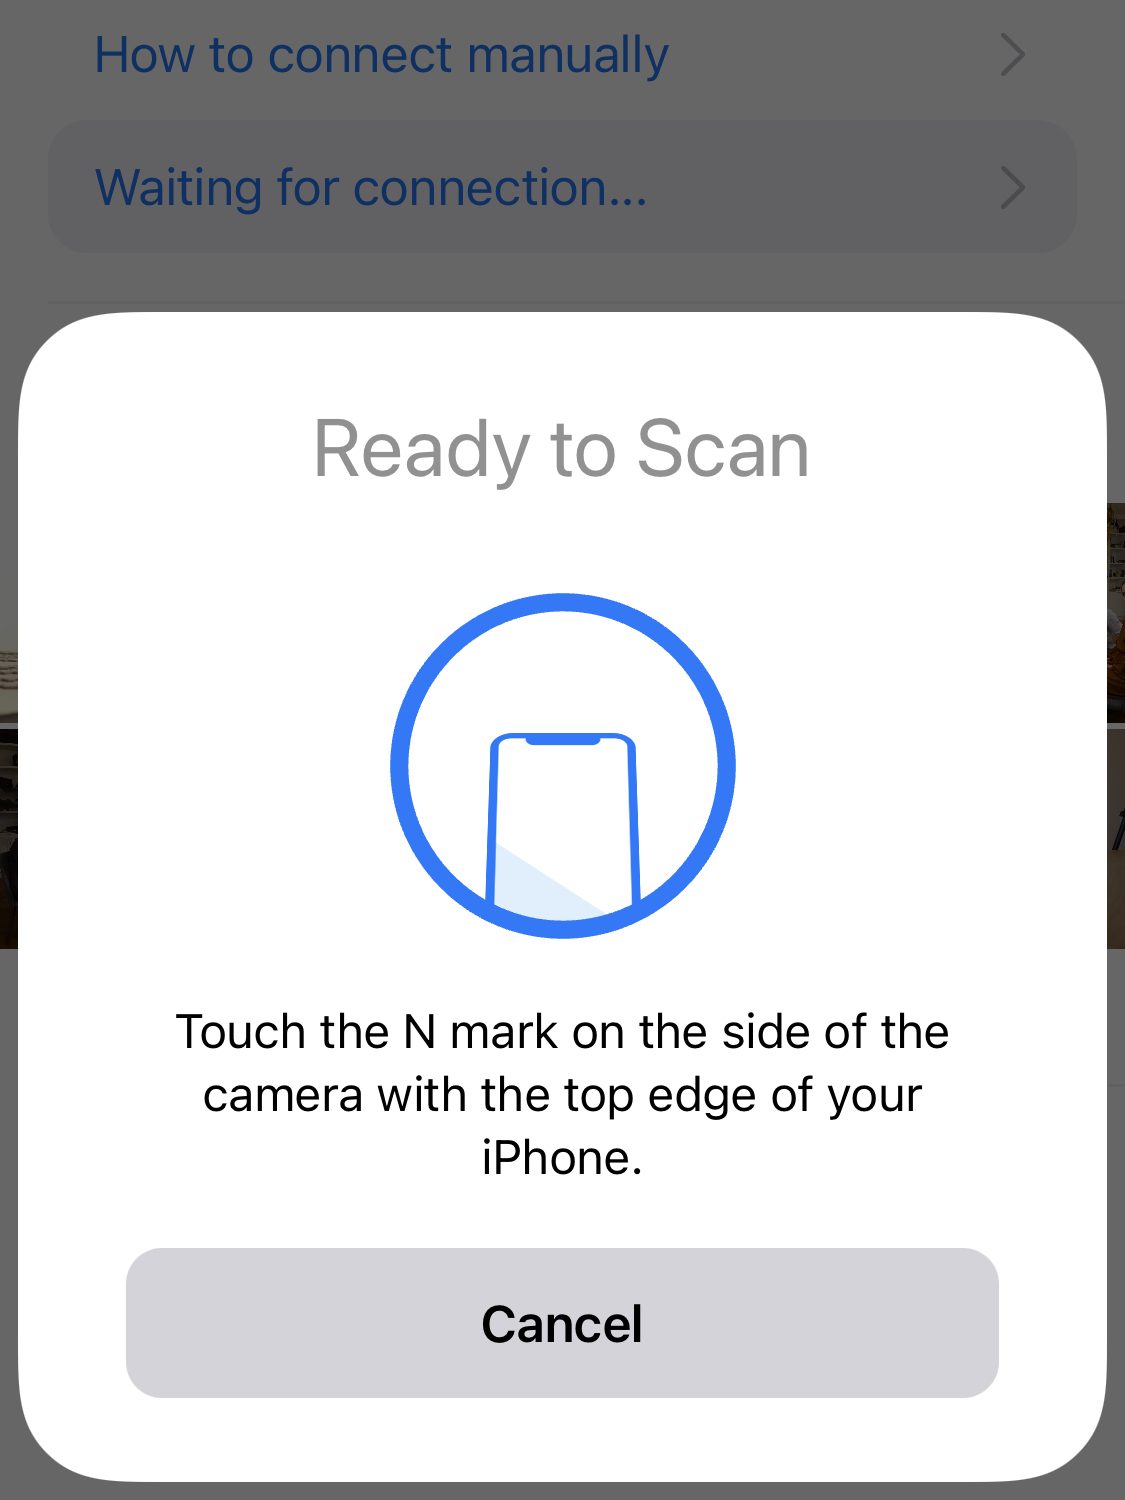 How to connect manually
Waiting for connection...
Ready to Scan
Touch the N mark on the side of the
camera with the top edge of your
iPhone.
Cancel